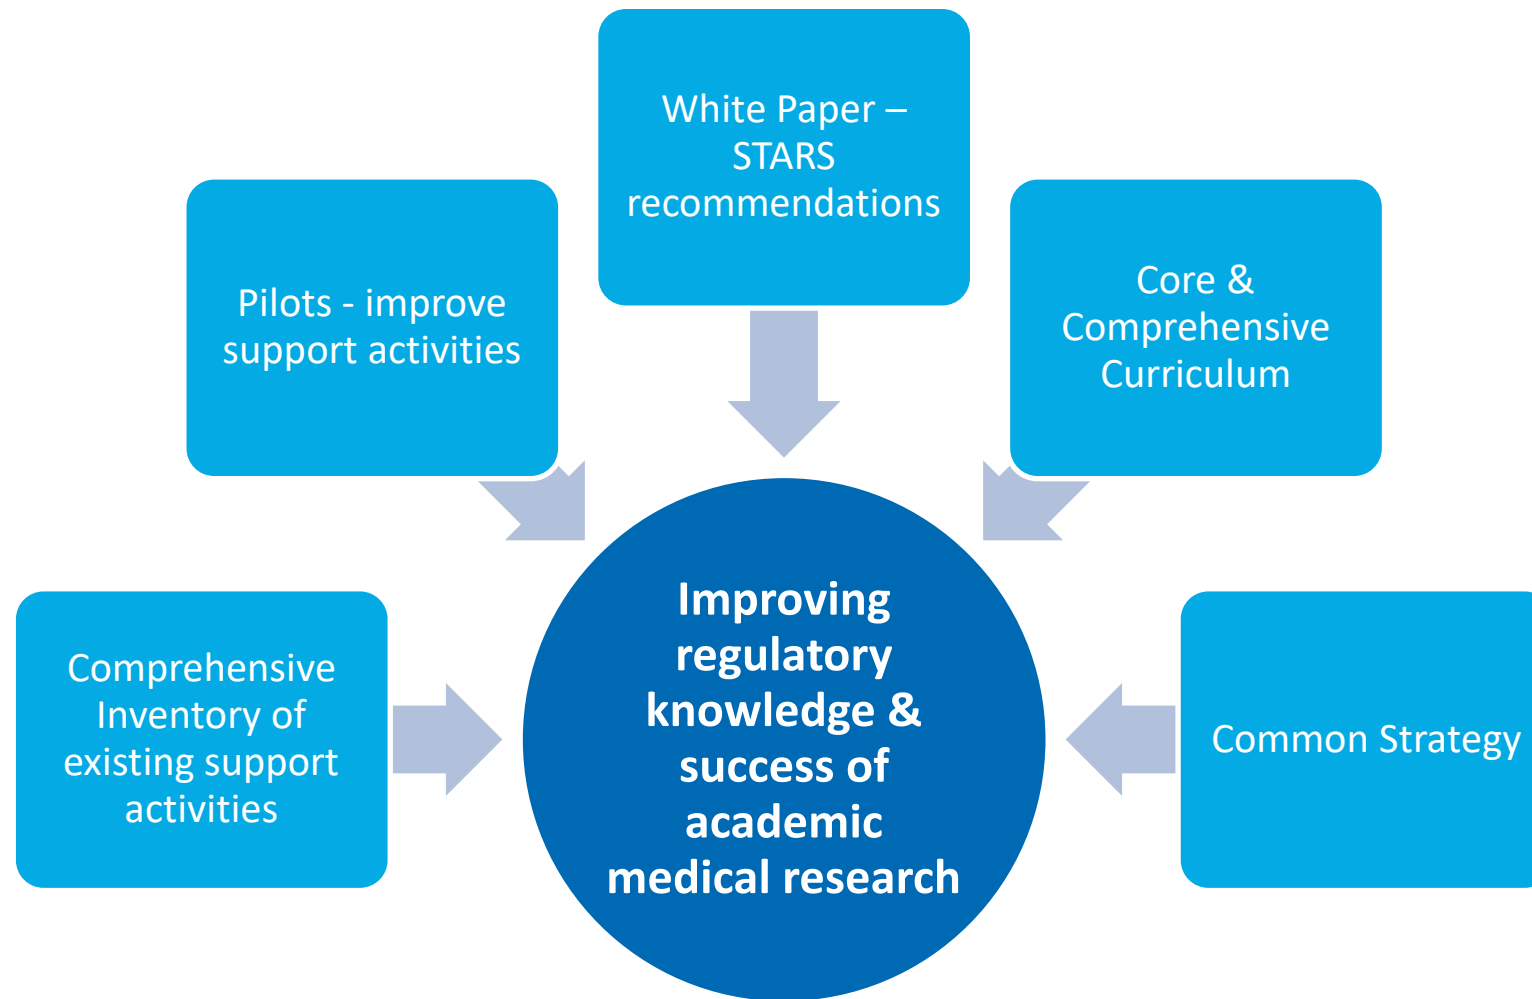 White Paper –
STARS
recommendations
Pilots - improve
support activities
Core &
Comprehensive
Curriculum
Comprehensive
Inventory of
existing support
activities
Improving
regulatory
knowledge &
success of
academic
medical research
Common Strategy